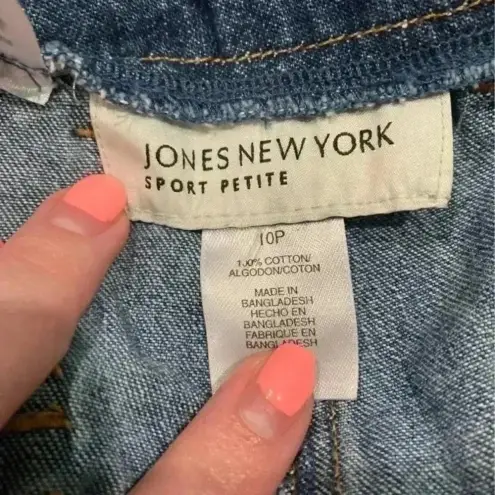 JONES NEW YORK
SPORT PETITE
10P
100% COTTON/
ALGODON/COTON
MADE IN
BANGLADESH
HECHO EN
BANGLADESH
FABRIQUE EN
BANGLADESH